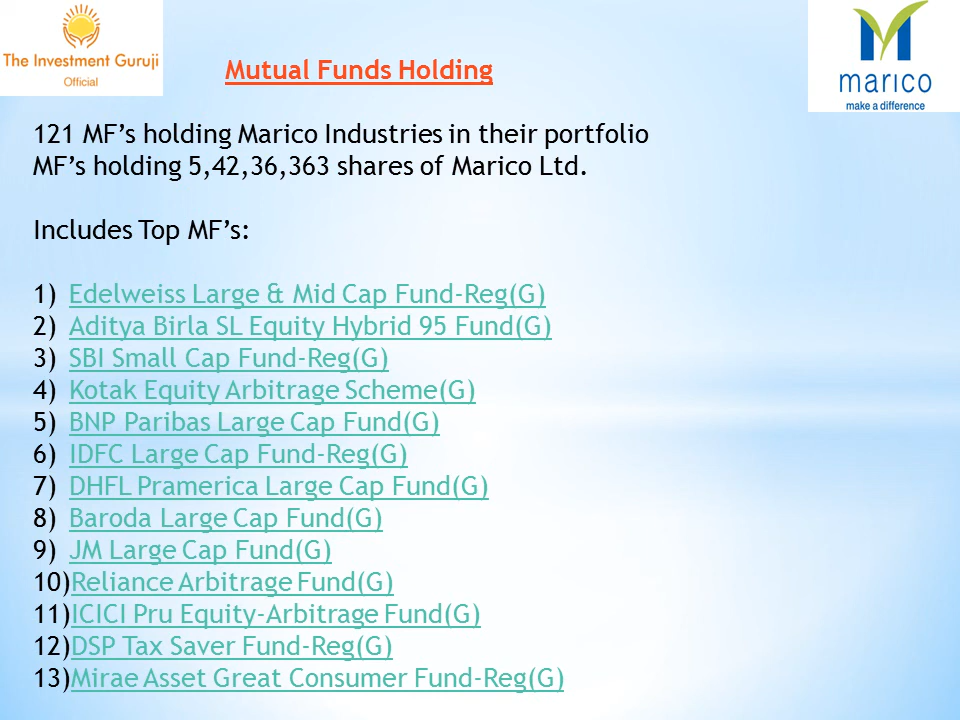 The Investment Guruji
Official
marico
make a difference
Mutual Funds Holding
121 MF’s holding Marico Industries in their portfolio
MF’s holding 5,42,36,363 shares of Marico Ltd.
Includes Top MF’s:
1) Edelweiss Large & Mid Cap Fund-Reg(G)
2) Aditya Birla SL Equity Hybrid 95 Fund(G)
3) SBI Small Cap Fund-Reg(G)
4) Kotak Equity Arbitrage Scheme(G)
5) BNP Paribas Large Cap Fund(G)
6) IDFC Large Cap Fund-Reg(G)
7) DHFL Pramerica Large Cap Fund(G)
8) Baroda Large Cap Fund(G)
9) JM Large Cap Fund(G)
10)Reliance Arbitrage Fund(G)
11)ICICI Pru Equity-Arbitrage Fund(G)
12)DSP Tax Saver Fund-Reg(G)
13)Mirae Asset Great Consumer Fund-Reg(G)